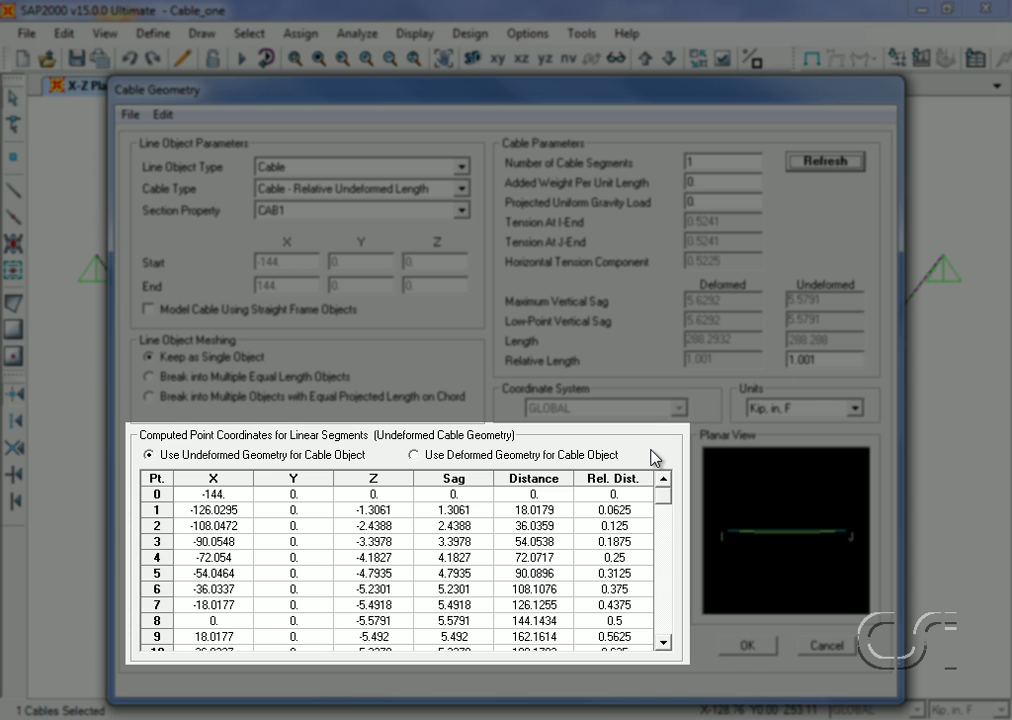 SAP2000 v15.0.0 Ultimate - Cable_one
File Edit View Define Draw Select Assign Analyze Display Design Options Tools Help
xy xz yz nv
X-Z Pla
Cable Geometry
File Edit
Line Object Parameters
Line Object Type Cable
Cable Type Cable - Relative Undeformed Length
Section Property CAB1
X Y Z
Start -144. 0. 0.
End 144. 0. 0.
Model Cable Using Straight Frame Objects
Line Object Meshing
Keep as Single Object
Break into Multiple Equal Length Objects
Break into Multiple Objects with Equal Projected Length on Chord
Cable Parameters
Number of Cable Segments 1 Refresh
Added Weight Per Unit Length 0.
Projected Uniform Gravity Load 0.
Tension At I-End 0.5241
Tension At J-End 0.5241
Horizontal Tension Component 0.5225
Deformed Undeformed
Maximum Vertical Sag 5.6292 5.5791
Low-Point Vertical Sag 5.6292 5.5791
Length 288.2932 288.288
Relative Length 1.001 1.001
Coordinate System
GLOBAL
Units
Kip, in, F
Computed Point Coordinates for Linear Segments (Undeformed Cable Geometry)
Use Undeformed Geometry for Cable Object Use Deformed Geometry for Cable Object
Pt. X Y Z Sag Distance Rel. Dist.
0 -144. 0. 0. 0. 0. 0.
1 -126.0295 0. -1.3061 1.3061 18.0179 0.0625
2 -108.0472 0. -2.4388 2.4388 36.0359 0.125
3 -90.0548 0. -3.3978 3.3978 54.0538 0.1875
4 -72.054 0. -4.1827 4.1827 72.0717 0.25
5 -54.0464 0. -4.7935 4.7935 90.0896 0.3125
6 -36.0337 0. -5.2301 5.2301 108.1076 0.375
7 -18.0177 0. -5.4918 5.4918 126.1255 0.4375
8 0. 0. -5.5791 5.5791 144.1434 0.5
9 18.0177 0. -5.492 5.492 162.1614 0.5625
Planar View
I J
OK Cancel
CSI
1 Cables Selected
X-128.76 Y0.00 Z53.11 GLOBAL Kip, in, F